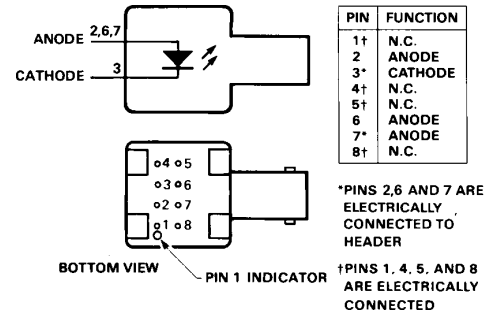 ANODE 2,6,7
CATHODE 3
4 5
3 6
2 7
1 8
BOTTOM VIEW
PIN 1 INDICATOR
PIN FUNCTION
1† N.C.
2 ANODE
3* CATHODE
4† N.C.
5† N.C.
6 ANODE
7* ANODE
8† N.C.
*PINS 2,6 AND 7 ARE
ELECTRICALLY
CONNECTED TO
HEADER
†PINS 1, 4, 5, AND 8
ARE ELECTRICALLY
CONNECTED